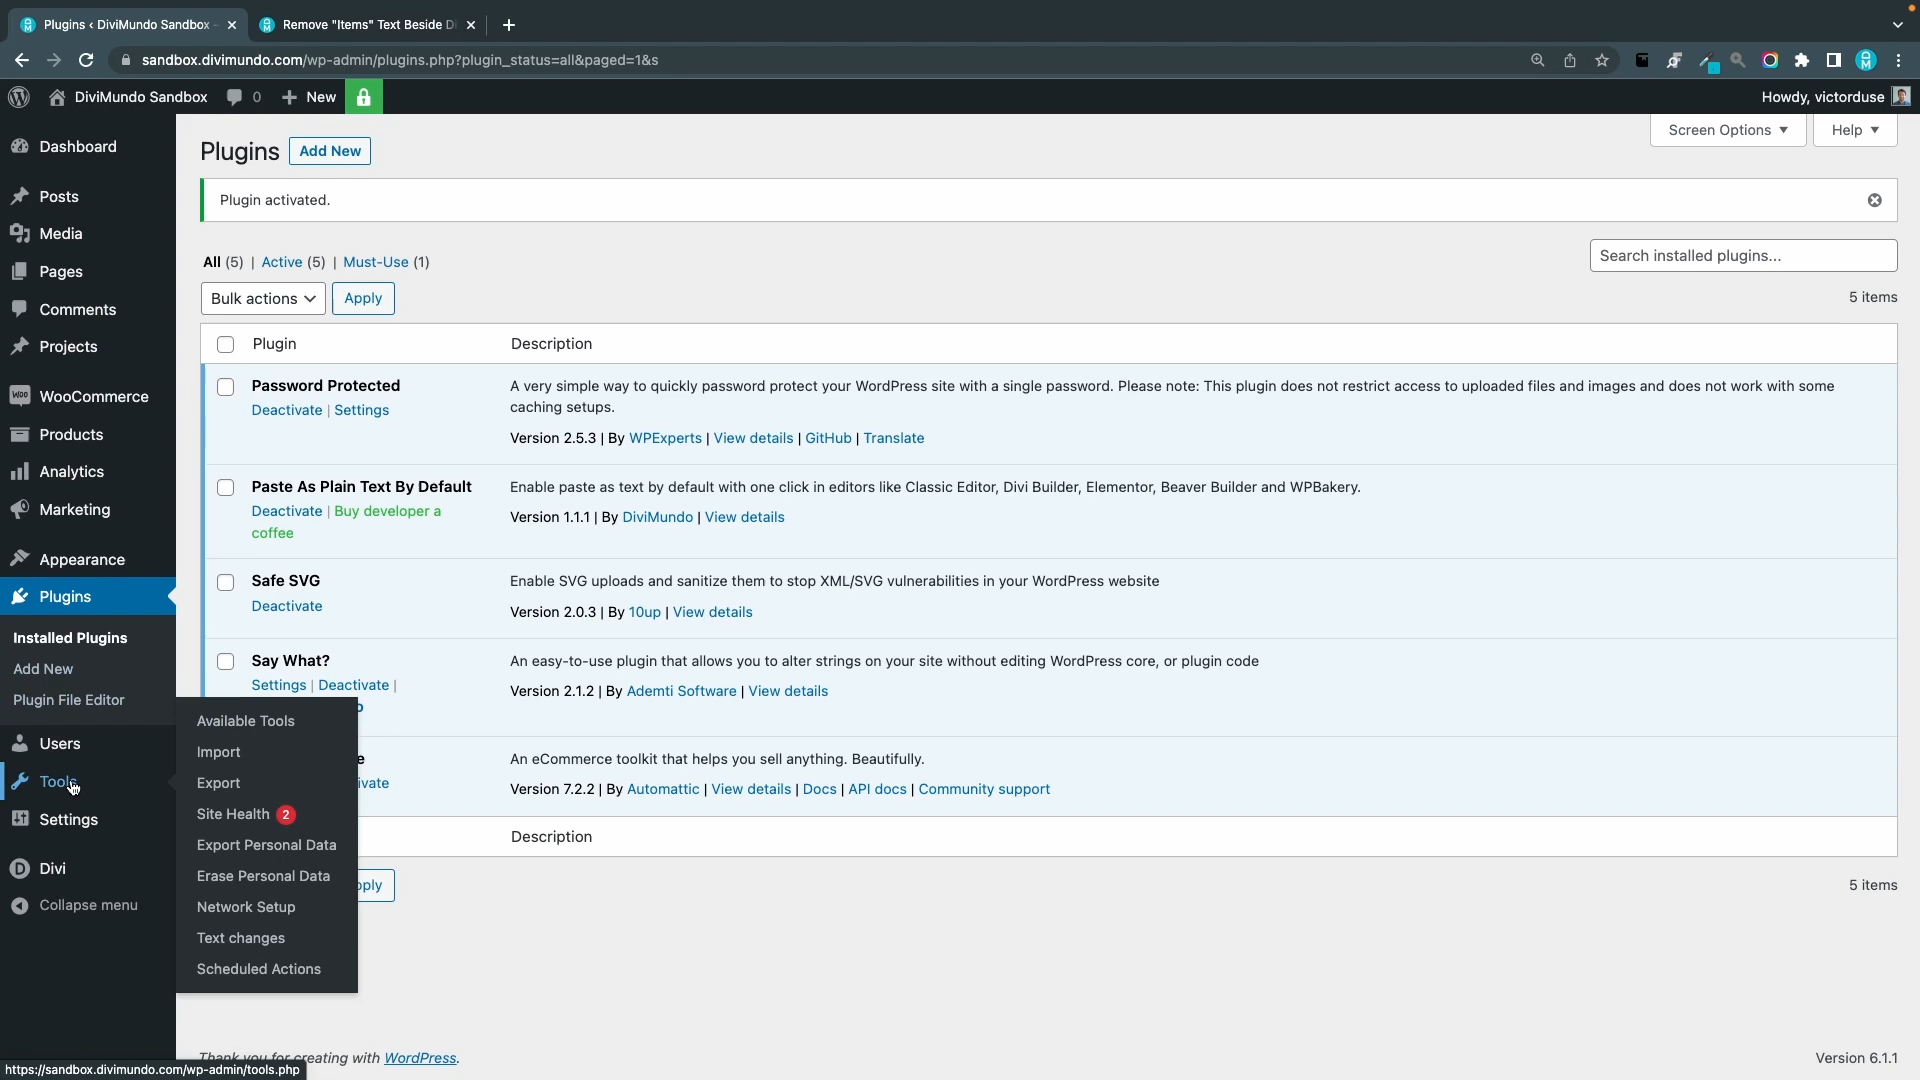 Plugins < DiviMundo Sandbox -
Remove "Items" Text Beside Di
sandbox.divimundo.com/wp-admin/plugins.php?plugin_status=all&paged=1&s
DiviMundo Sandbox
0
New
Howdy, victorduse
Dashboard
Posts
Media
Pages
Comments
Projects
WooCommerce
Products
Analytics
Marketing
Appearance
Plugins
Installed Plugins
Add New
Plugin File Editor
Users
Tools
Settings
Divi
Collapse menu
Available Tools
Import
Export
Site Health 2
Export Personal Data
Erase Personal Data
Network Setup
Text changes
Scheduled Actions
Screen Options
Help
Plugins
Add New
Plugin activated.
All (5) | Active (5) | Must-Use (1)
Search installed plugins...
Bulk actions
Apply
5 items
Plugin
Description
Password Protected
Deactivate | Settings
A very simple way to quickly password protect your WordPress site with a single password. Please note: This plugin does not restrict access to uploaded files and images and does not work with some
caching setups.
Version 2.5.3 | By WPExperts | View details | GitHub | Translate
Paste As Plain Text By Default
Deactivate | Buy developer a
coffee
Enable paste as text by default with one click in editors like Classic Editor, Divi Builder, Elementor, Beaver Builder and WPBakery.
Version 1.1.1 | By DiviMundo | View details
Safe SVG
Deactivate
Enable SVG uploads and sanitize them to stop XML/SVG vulnerabilities in your WordPress website
Version 2.0.3 | By 10up | View details
Say What?
Settings | Deactivate |
o
An easy-to-use plugin that allows you to alter strings on your site without editing WordPress core, or plugin code
Version 2.1.2 | By Ademti Software | View details
e
ivate
An eCommerce toolkit that helps you sell anything. Beautifully.
Version 7.2.2 | By Automattic | View details | Docs | API docs | Community support
Description
pply
5 items
Thank you for creating with WordPress.
Version 6.1.1
https://sandbox.divimundo.com/wp-admin/tools.php